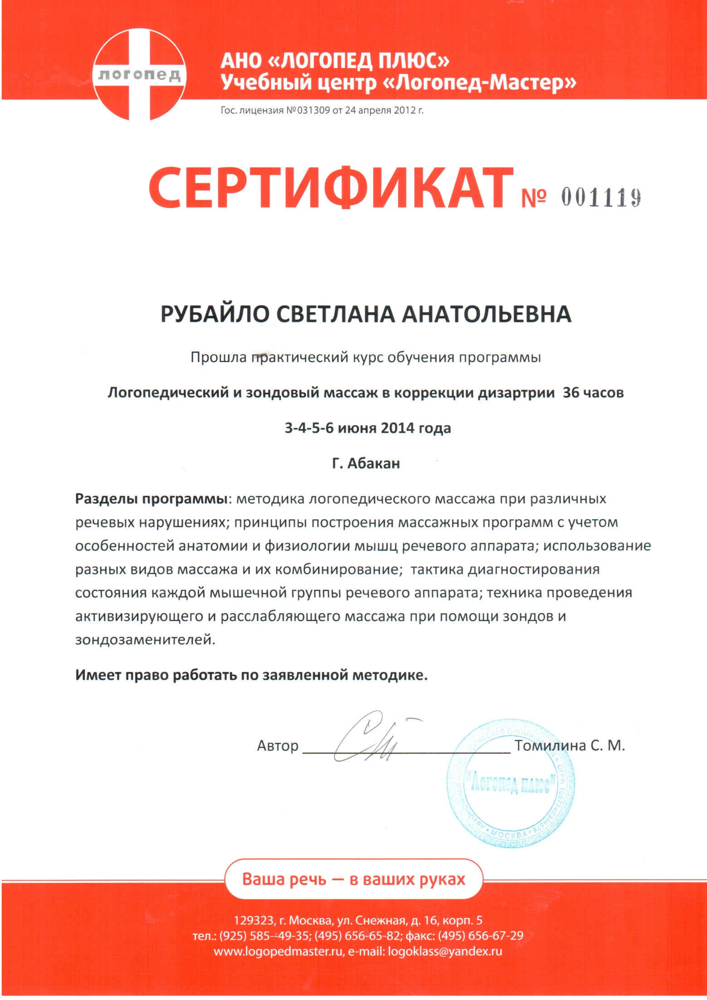 логопед
АНО «ЛОГОПЕД ПЛЮС»
Учебный центр «Логопед-Мастер»
Гос. лицензия №031309 от 24 апреля 2012 г.
СЕРТИФИКАТ № 001119
РУБАЙЛО СВЕТЛАНА АНАТОЛЬЕВНА
Прошла практический курс обучения программы
Логопедический и зондовый массаж в коррекции дизартрии 36 часов
3-4-5-6 июня 2014 года
Г. Абакан
Разделы программы: методика логопедического массажа при различных
речевых нарушениях; принципы построения массажных программ с учетом
особенностей анатомии и физиологии мышц речевого аппарата; использование
разных видов массажа и их комбинирование; тактика диагностирования
состояния каждой мышечной группы речевого аппарата; техника проведения
активизирующего и расслабляющего массажа при помощи зондов и
зондозаменителей.
Имеет право работать по заявленной методике.
Автор Томилина С. М.
АВТОНОМНАЯ НЕКОММЕРЧЕСКАЯ ОРГАНИЗАЦИЯ * ОГРН 1057746344578 * МОСКВА *
"Логопед плюс"
Ваша речь — в ваших руках
129323, г. Москва, ул. Снежная, д. 16, корп. 5
тел.: (925) 585--49-35; (495) 656-65-82; факс: (495) 656-67-29
www.logopedmaster.ru, e-mail: logoklass@yandex.ru